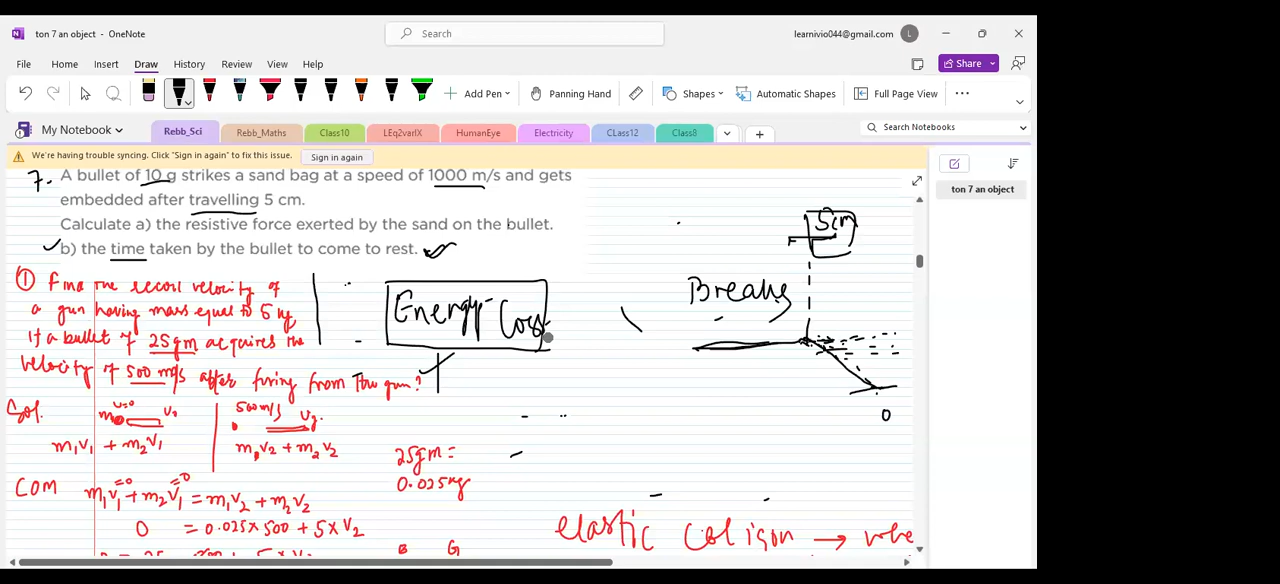 ton 7 an object - OneNote
Search
learnivio044@gmail.com
L
File Home Insert Draw History Review View Help
Share
Add Pen
Panning Hand
Shapes
Automatic Shapes
Full Page View
My Notebook
Rebb_Sci
Rebb_Maths
Class10
LEq2varIX
HumanEye
Electricity
CLass12
Class8
Search Notebooks
We're having trouble syncing. Click "Sign in again" to fix this issue.
Sign in again
ton 7 an object
7. A bullet of 10 g strikes a sand bag at a speed of 1000 m/s and gets
embedded after travelling 5 cm.
Calculate a) the resistive force exerted by the sand on the bullet.
b) the time taken by the bullet to come to rest.
5cm
F
① Find the recoil velocity of
a gun having mass equal to 5 kg
if a bullet of 25gm acquires the
velocity of 500 m/s after firing from the gun?
Energy
Breaks
0
Sol.
m1v1 + m2v1
500m/s
m1v2 + m2v2
25gm =
0.025kg
COM
m1v1 + m2v1 = m1v2 + m2v2
=0 =0
0 = 0.025 × 500 + 5 × V2
B G
elastic colison → whe